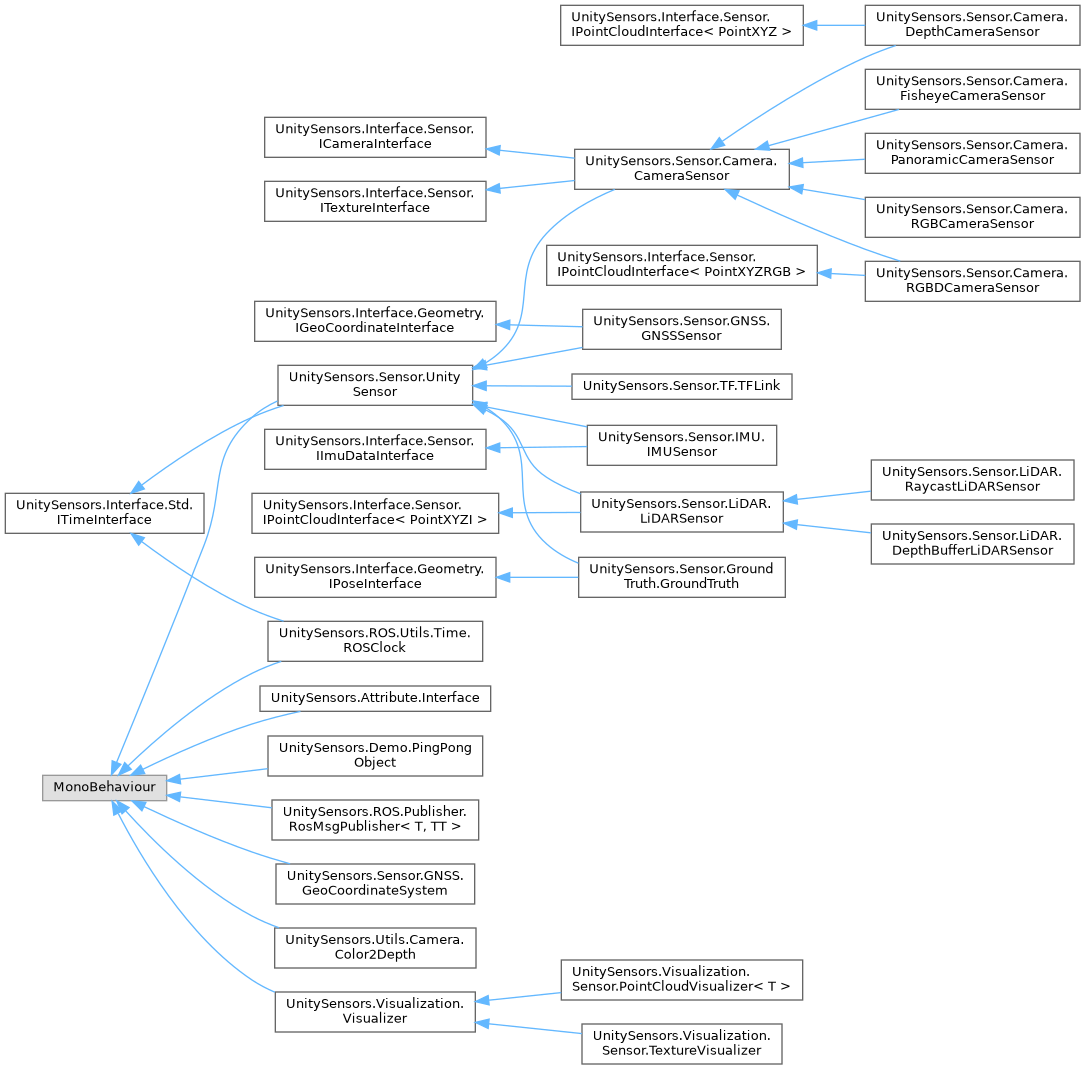 UnitySensors.Interface.Sensor.
IPointCloudInterface< PointXYZ >
UnitySensors.Sensor.Camera.
DepthCameraSensor
UnitySensors.Sensor.Camera.
FisheyeCameraSensor
UnitySensors.Interface.Sensor.
ICameraInterface
UnitySensors.Sensor.Camera.
PanoramicCameraSensor
UnitySensors.Sensor.Camera.
CameraSensor
UnitySensors.Interface.Sensor.
ITextureInterface
UnitySensors.Sensor.Camera.
RGBCameraSensor
UnitySensors.Interface.Sensor.
IPointCloudInterface< PointXYZRGB >
UnitySensors.Sensor.Camera.
RGBDCameraSensor
UnitySensors.Interface.Geometry.
IGeoCoordinateInterface
UnitySensors.Sensor.GNSS.
GNSSSensor
UnitySensors.Sensor.Unity
Sensor
UnitySensors.Sensor.TF.TFLink
UnitySensors.Interface.Sensor.
IImuDataInterface
UnitySensors.Sensor.IMU.
IMUSensor
UnitySensors.Sensor.LiDAR.
RaycastLiDARSensor
UnitySensors.Interface.Std.
ITimeInterface
UnitySensors.Interface.Sensor.
IPointCloudInterface< PointXYZI >
UnitySensors.Sensor.LiDAR.
LiDARSensor
UnitySensors.Sensor.LiDAR.
DepthBufferLiDARSensor
UnitySensors.Interface.Geometry.
IPoseInterface
UnitySensors.Sensor.Ground
Truth.GroundTruth
UnitySensors.ROS.Utils.Time.
ROSClock
UnitySensors.Attribute.Interface
UnitySensors.Demo.PingPong
Object
MonoBehaviour
UnitySensors.ROS.Publisher.
RosMsgPublisher< T, TT >
UnitySensors.Sensor.GNSS.
GeoCoordinateSystem
UnitySensors.Utils.Camera.
Color2Depth
UnitySensors.Visualization.
Sensor.PointCloudVisualizer< T >
UnitySensors.Visualization.
Visualizer
UnitySensors.Visualization.
Sensor.TextureVisualizer